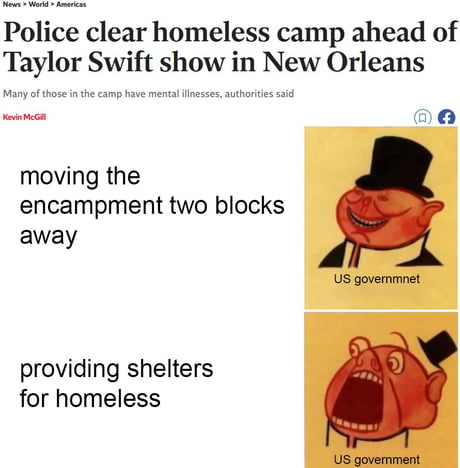 News > World > Americas
Police clear homeless camp ahead of
Taylor Swift show in New Orleans
Many of those in the camp have mental illnesses, authorities said
Kevin McGill
moving the
encampment two blocks
away
US governmnet
providing shelters
for homeless
US government